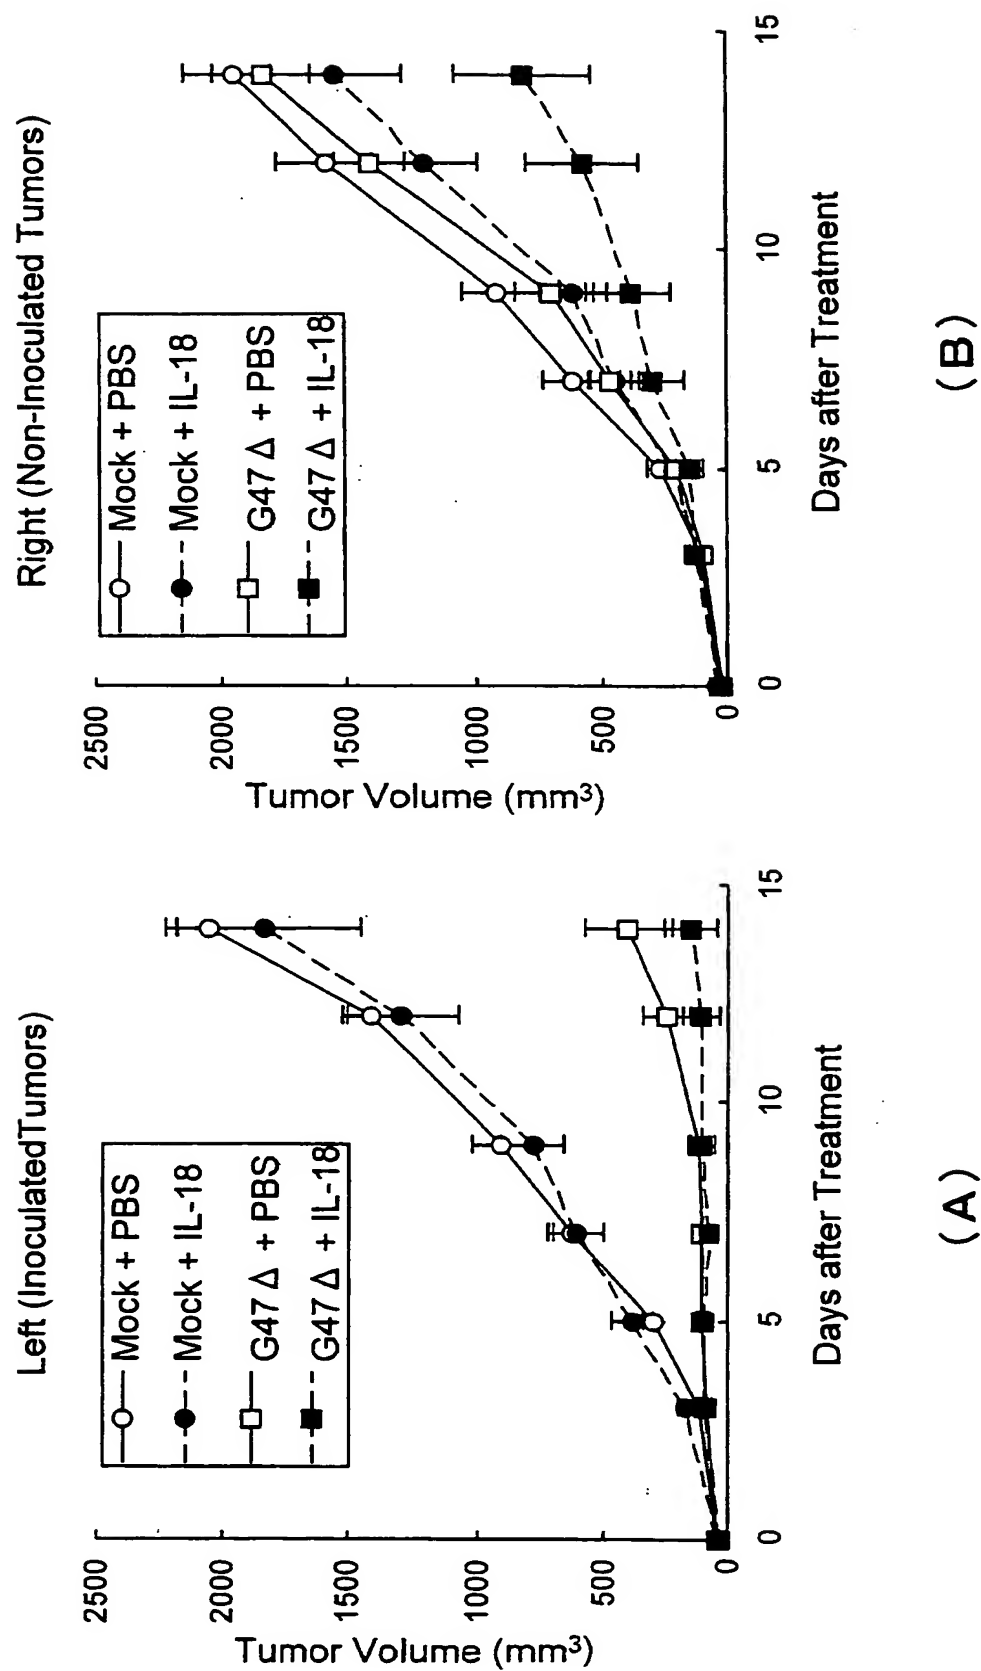 Left (InoculatedTumors)
Mock + PBS
Mock + IL-18
G47 Δ + PBS
G47 Δ + IL-18
Tumor Volume (mm³)
2500
2000
1500
1000
500
0
0
5
10
15
Days after Treatment
(A)
Right (Non-Inoculated Tumors)
Mock + PBS
Mock + IL-18
G47 Δ + PBS
G47 Δ + IL-18
Tumor Volume (mm³)
2500
2000
1500
1000
500
0
0
5
10
15
Days after Treatment
(B)